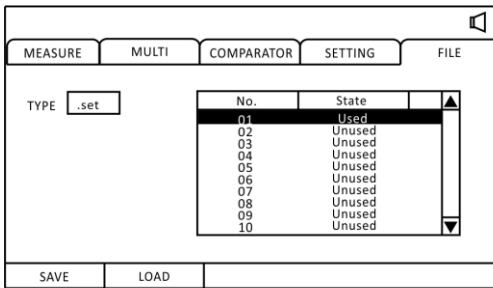 MEASURE MULTI COMPARATOR SETTING FILE
TYPE .set
No. State
01 Used
02 Unused
03 Unused
04 Unused
05 Unused
06 Unused
07 Unused
08 Unused
09 Unused
10 Unused
SAVE LOAD